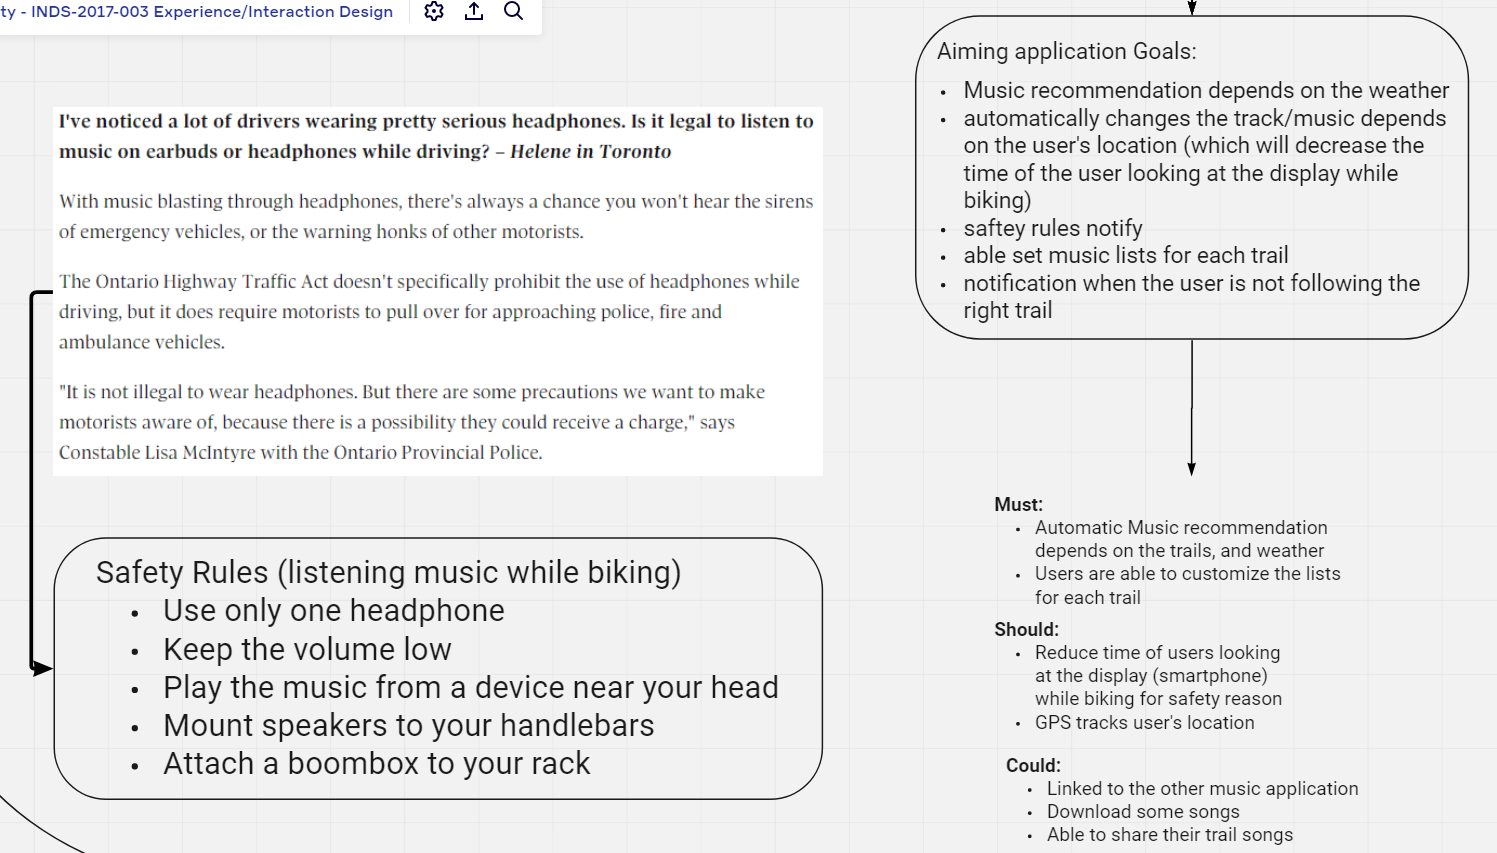 ty - INDS-2017-003 Experience/Interaction Design
I've noticed a lot of drivers wearing pretty serious headphones. Is it legal to listen to
music on earbuds or headphones while driving? – Helene in Toronto
With music blasting through headphones, there's always a chance you won't hear the sirens
of emergency vehicles, or the warning honks of other motorists.
The Ontario Highway Traffic Act doesn't specifically prohibit the use of headphones while
driving, but it does require motorists to pull over for approaching police, fire and
ambulance vehicles.
"It is not illegal to wear headphones. But there are some precautions we want to make
motorists aware of, because there is a possibility they could receive a charge," says
Constable Lisa McIntyre with the Ontario Provincial Police.
Safety Rules (listening music while biking)
• Use only one headphone
• Keep the volume low
• Play the music from a device near your head
• Mount speakers to your handlebars
• Attach a boombox to your rack
Aiming application Goals:
• Music recommendation depends on the weather
• automatically changes the track/music depends
on the user's location (which will decrease the
time of the user looking at the display while
biking)
• saftey rules notify
• able set music lists for each trail
• notification when the user is not following the
right trail
Must:
• Automatic Music recommendation
depends on the trails, and weather
• Users are able to customize the lists
for each trail
Should:
• Reduce time of users looking
at the display (smartphone)
while biking for safety reason
• GPS tracks user's location
Could:
• Linked to the other music application
• Download some songs
• Able to share their trail songs